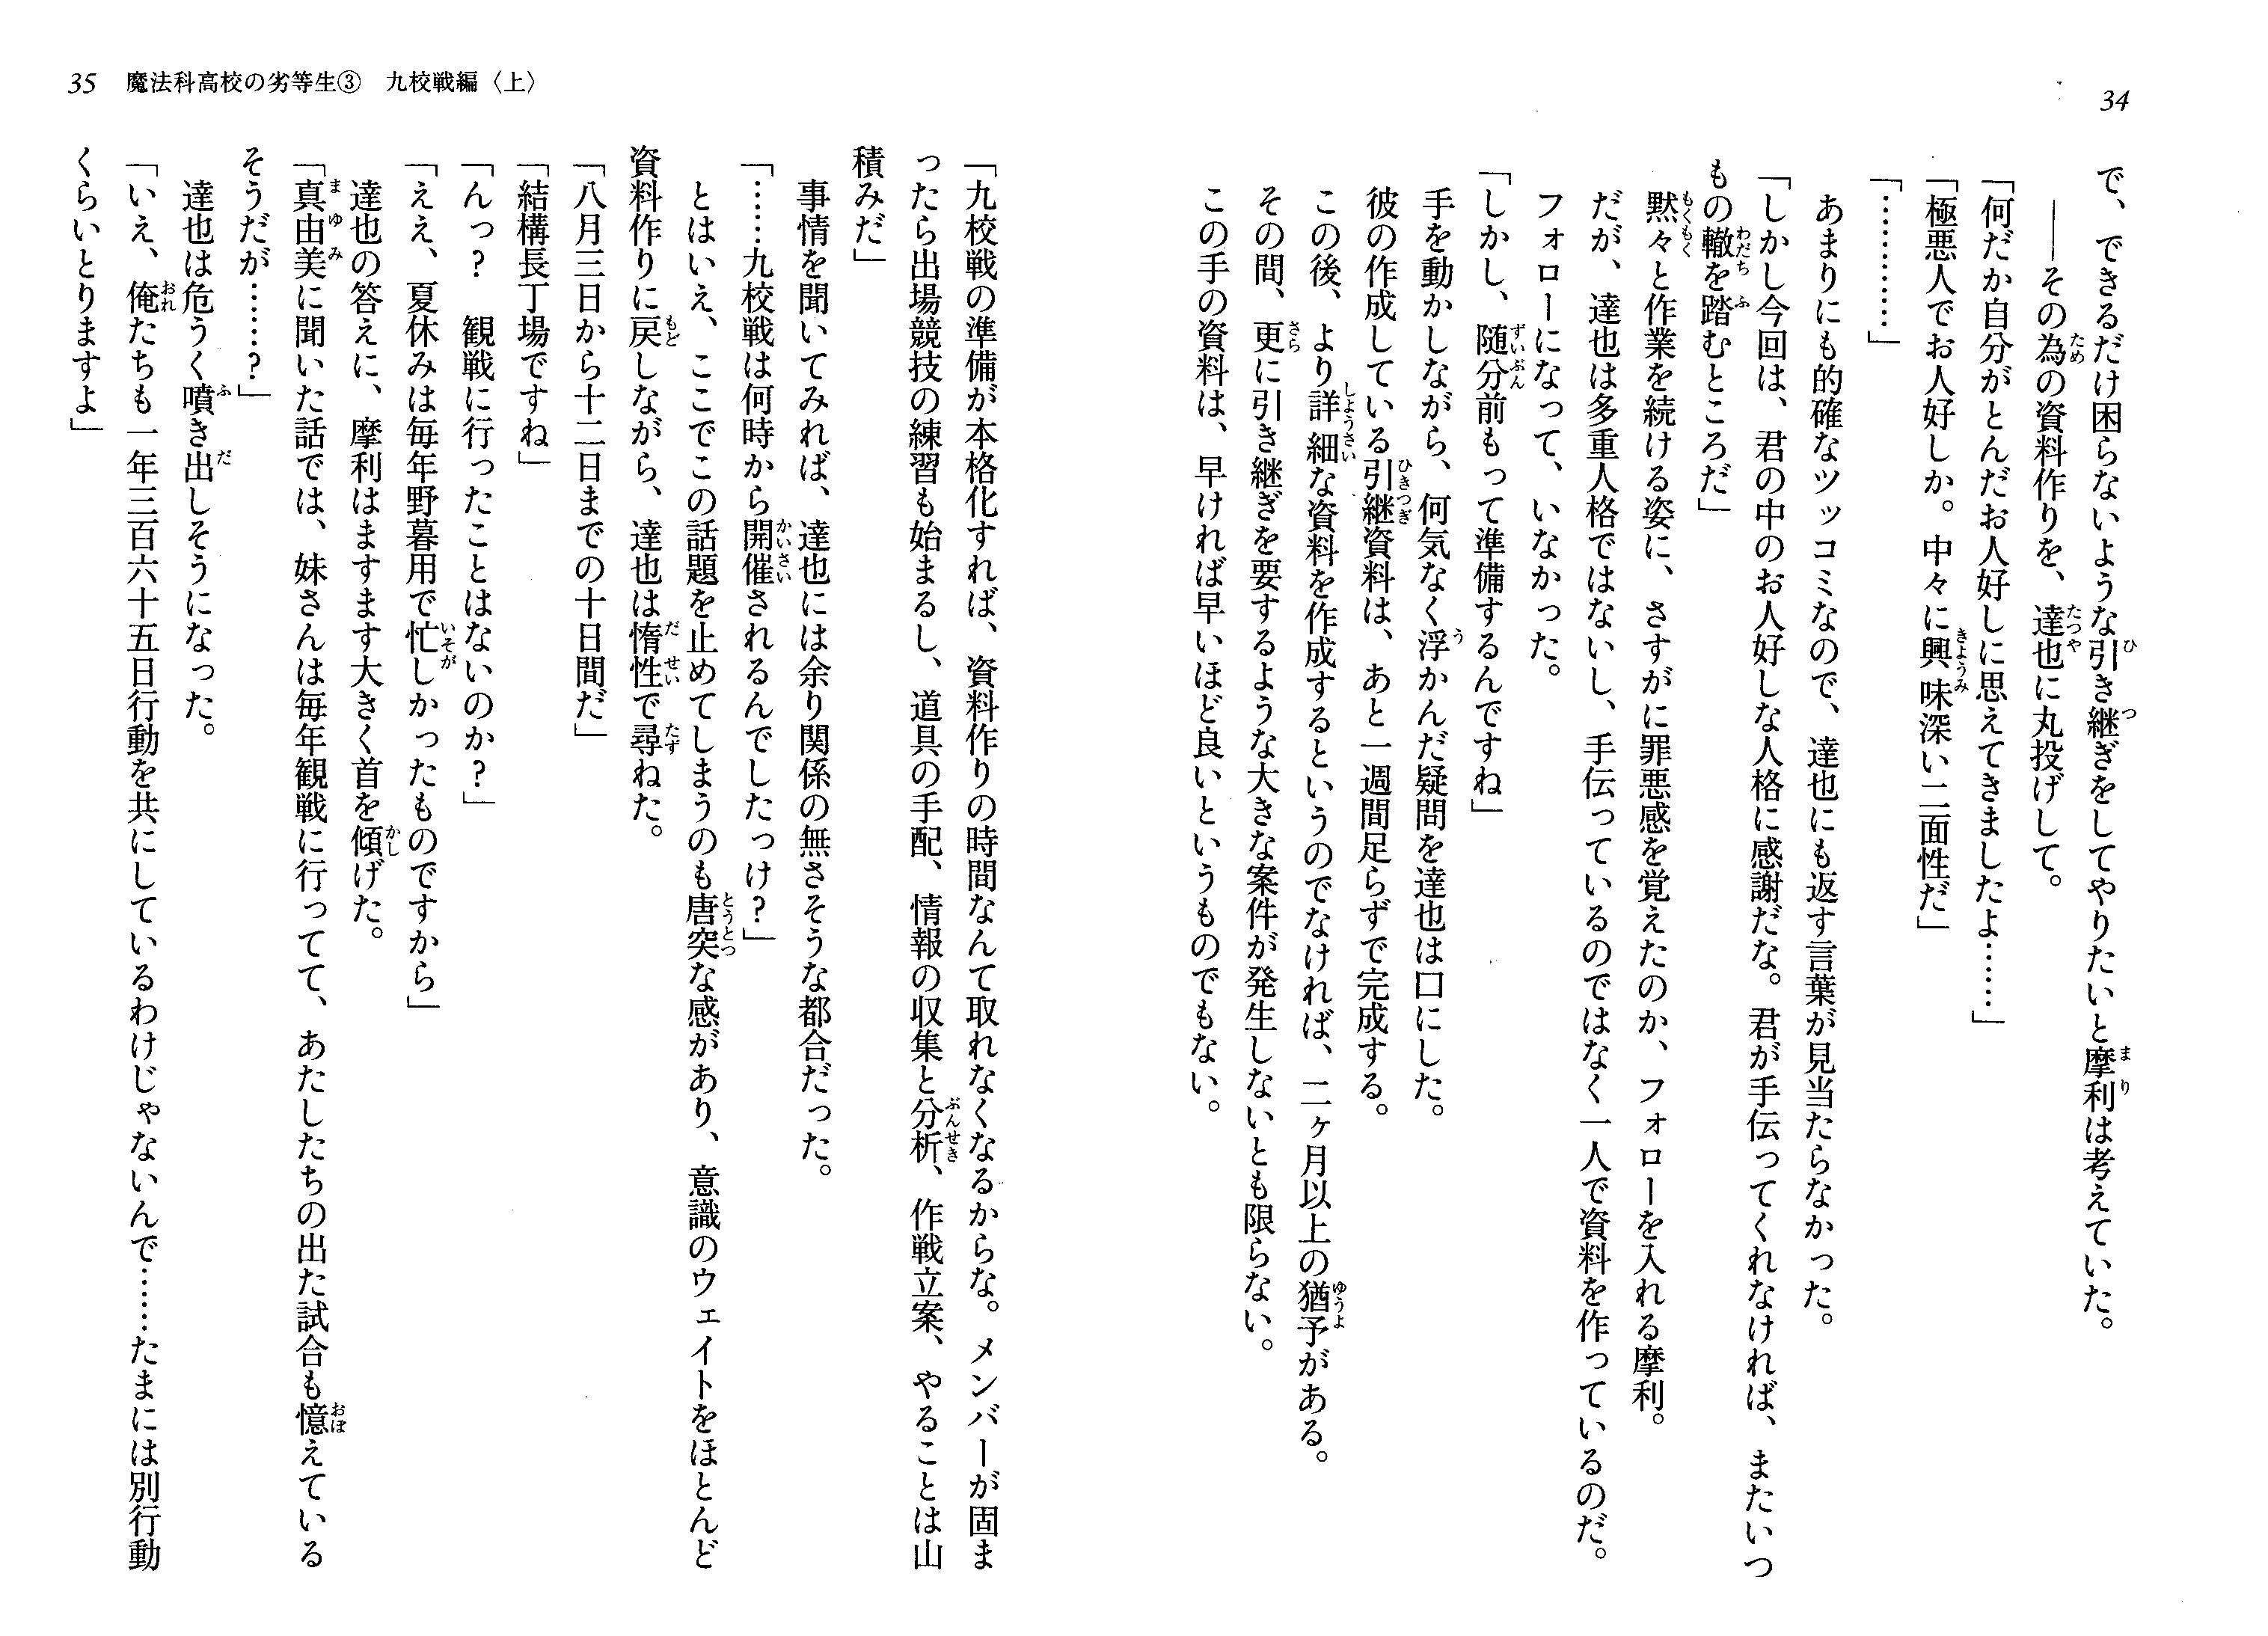 34
で、できるだけ困らないような引き継ぎをしてやりたいと摩利は考えていた。
――その為の資料作りを、達也に丸投げして。
「何だか自分がとんだお人好しに思えてきましたよ……」
「極悪人でお人好しか。中々に興味深い二面性だ」
「…………」
あまりにも的確なツッコミなので、達也にも返す言葉が見当たらなかった。
「しかし今回は、君の中のお人好しな人格に感謝だな。君が手伝ってくれなければ、またいつ
もの轍を踏むところだ」
黙々と作業を続ける姿に、さすがに罪悪感を覚えたのか、フォローを入れる摩利。
だが、達也は多重人格ではないし、手伝っているのではなく一人で資料を作っているのだ。
フォローになって、いなかった。
「しかし、随分前もって準備するんですね」
手を動かしながら、何気なく浮かんだ疑問を達也は口にした。
彼の作成している引継資料は、あと一週間足らずで完成する。
この後、より詳細な資料を作成するというのでなければ、二ヶ月以上の猶予がある。
その間、更に引き継ぎを要するような大きな案件が発生しないとも限らない。
この手の資料は、早ければ早いほど良いというものでもない。
35 魔法科高校の劣等生③ 九校戦編〈上〉
「九校戦の準備が本格化すれば、資料作りの時間なんて取れなくなるからな。メンバーが固ま
ったら出場競技の練習も始まるし、道具の手配、情報の収集と分析、作戦立案、やることは山
積みだ」
事情を聞いてみれば、達也には余り関係の無さそうな都合だった。
「……九校戦は何時から開催されるんでしたっけ？」
とはいえ、ここでこの話題を止めてしまうのも唐突な感があり、意識のウェイトをほとんど
資料作りに戻しながら、達也は惰性で尋ねた。
「八月三日から十二日までの十日間だ」
「結構長丁場ですね」
「んっ？　観戦に行ったことはないのか？」
「ええ、夏休みは毎年野暮用で忙しかったものですから」
達也の答えに、摩利はますます大きく首を傾げた。
「真由美に聞いた話では、妹さんは毎年観戦に行ってて、あたしたちの出た試合も憶えている
そうだが……？」
達也は危うく噴き出しそうになった。
「いえ、俺たちも一年三百六十五日行動を共にしているわけじゃないんで……たまには別行動
くらいとりますよ」